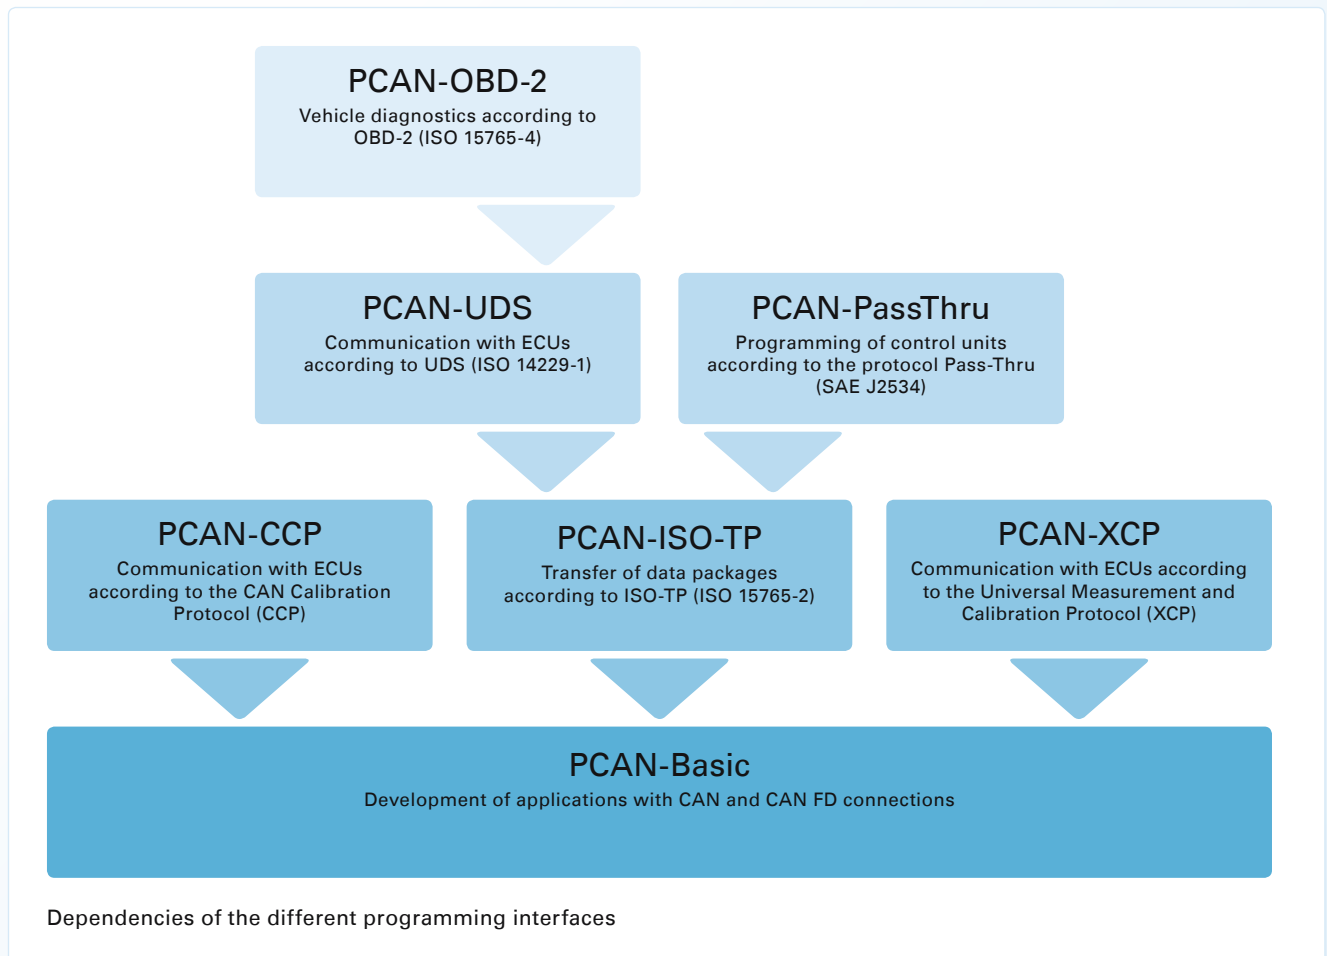 PCAN-OBD-2
Vehicle diagnostics according to
OBD-2 (ISO 15765-4)
PCAN-UDS
Communication with ECUs
according to UDS (ISO 14229-1)
PCAN-PassThru
Programming of control units
according to the protocol Pass-Thru
(SAE J2534)
PCAN-CCP
Communication with ECUs
according to the CAN Calibration
Protocol (CCP)
PCAN-ISO-TP
Transfer of data packages
according to ISO-TP (ISO 15765-2)
PCAN-XCP
Communication with ECUs according
to the Universal Measurement and
Calibration Protocol (XCP)
PCAN-Basic
Development of applications with CAN and CAN FD connections
Dependencies of the different programming interfaces